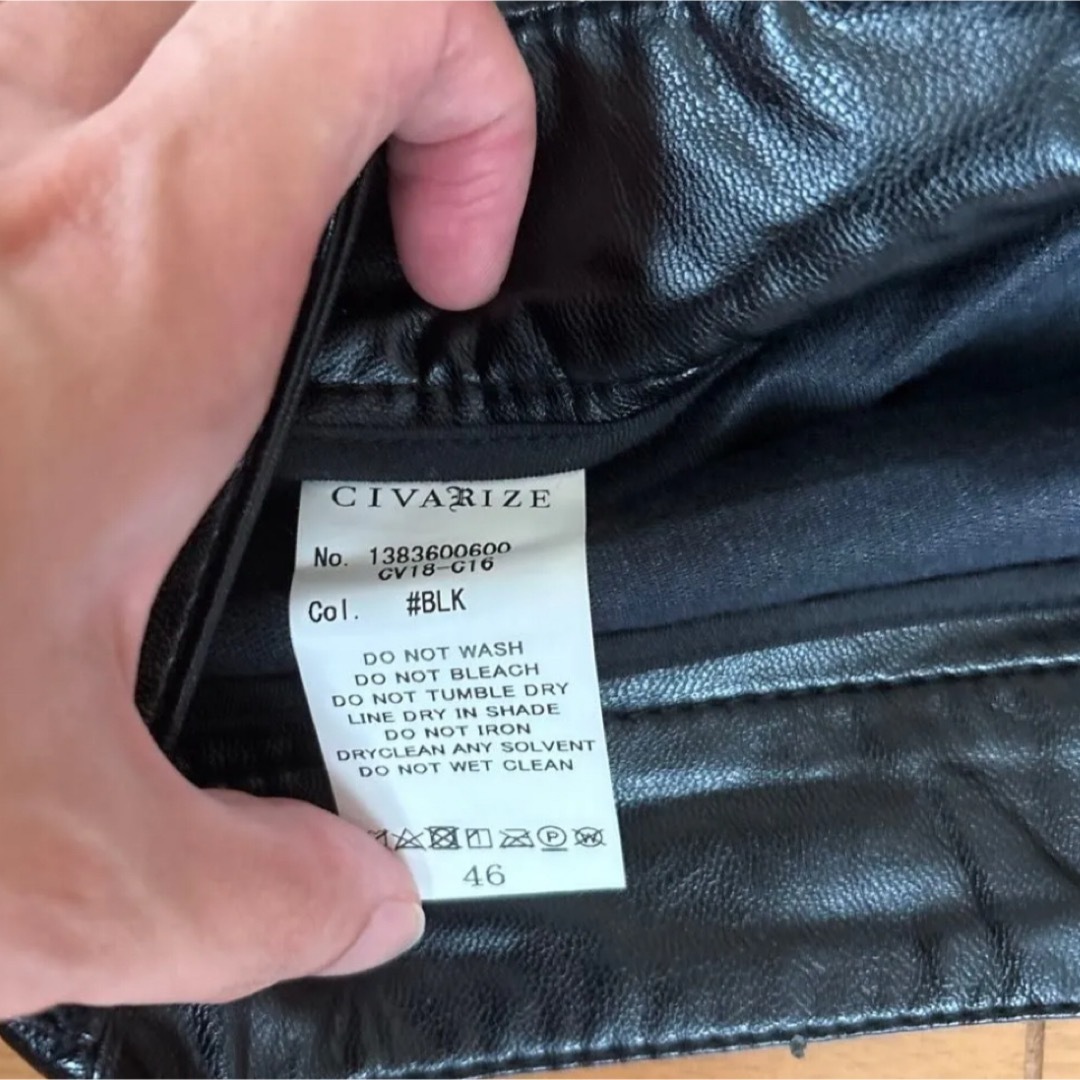 CIVARIZE
No. 1383600600
CV18-C16
Col. #BLK
DO NOT WASH
DO NOT BLEACH
DO NOT TUMBLE DRY
LINE DRY IN SHADE
DO NOT IRON
DRYCLEAN ANY SOLVENT
DO NOT WET CLEAN
P W
46